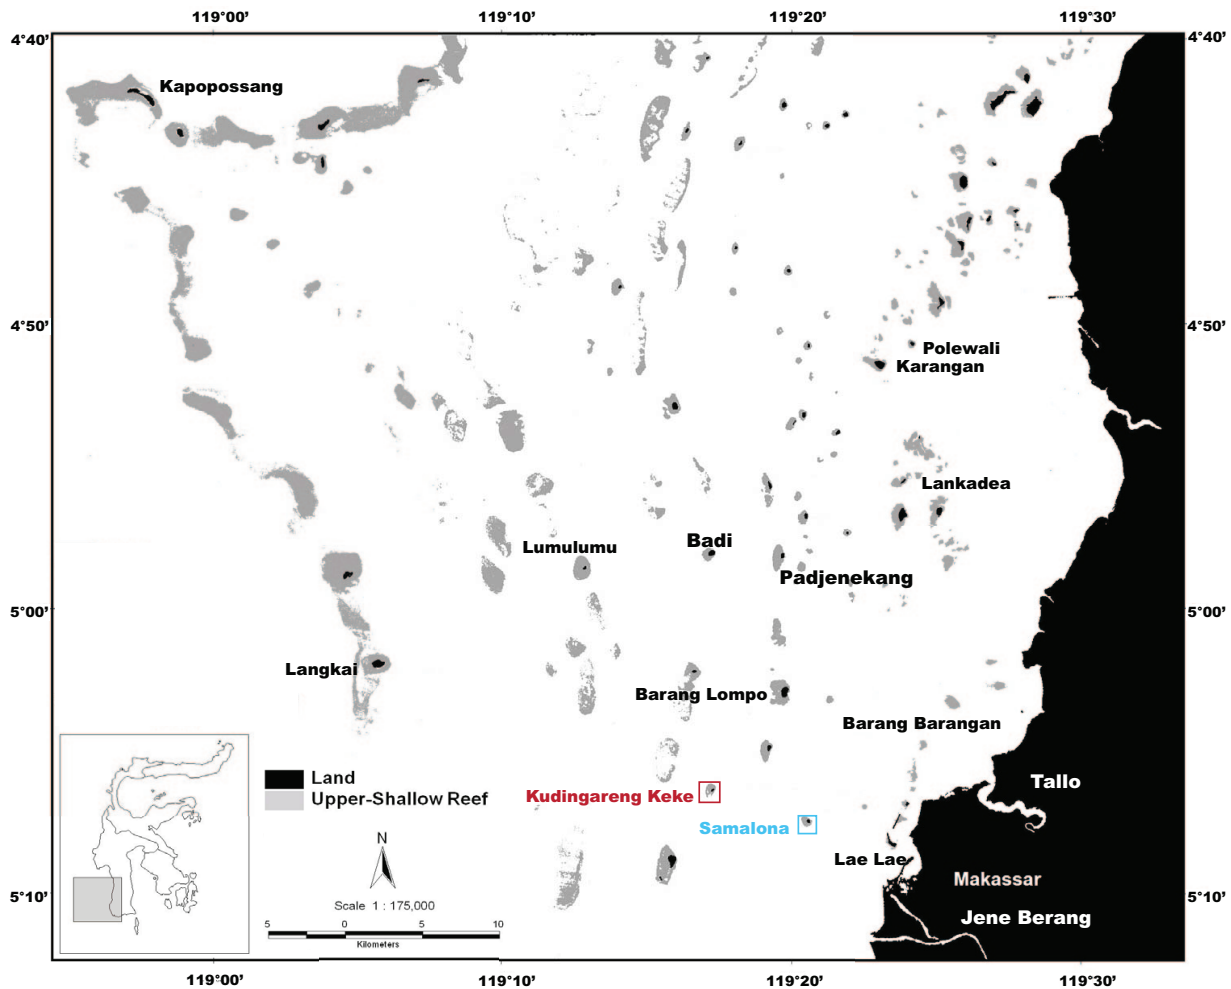 119°00’ 119°10’ 119°20’ 119°30’
4°40’ 4°40’
Kapopossang
4°50’ 4°50’
Polewali
Karangan
Lankadea
Badi
Lumulumu
Padjenekang
5°00’ 5°00’
Langkai
Barang Lompo
Barang Barangan
Land
Tallo
Kudingareng Keke
Upper-Shallow Reef
Samalona
N
Lae Lae
Makassar
Scale 1 : 175,000
5°10’ 5°10’
Jene Berang
5 0 5 10
Kilometers
119°00’ 119°10’ 119°20’ 119°30’